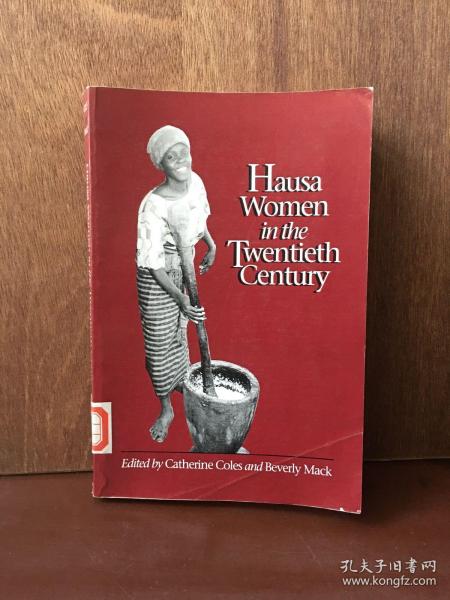 Hausa
Women
in the
Twentieth
Century
Edited by Catherine Coles and Beverly Mack
孔夫子旧书网
www.kongfz.com